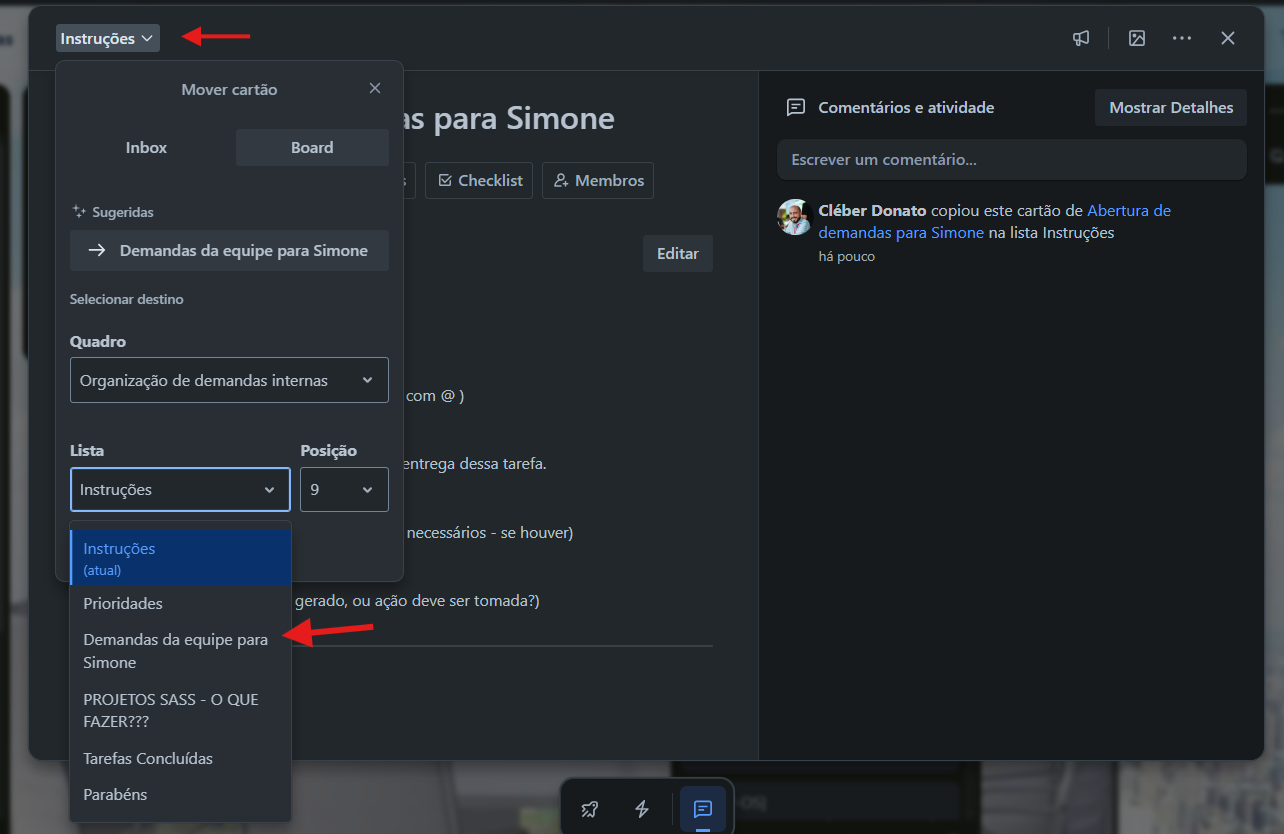 Instruções
Mover cartão
Inbox
Board
Sugeridas
Demandas da equipe para Simone
Selecionar destino
Quadro
Organização de demandas internas
Lista
Posição
Instruções
9
Instruções
(atual)
Prioridades
Demandas da equipe para
Simone
PROJETOS SASS - O QUE
FAZER???
Tarefas Concluídas
Parabéns
para Simone
Checklist
Membros
Editar
com @ )
entrega dessa tarefa.
necessários - se houver)
gerado, ou ação deve ser tomada?)
Comentários e atividade
Mostrar Detalhes
Escrever um comentário...
Cléber Donato copiou este cartão de Abertura de
demandas para Simone na lista Instruções
há pouco